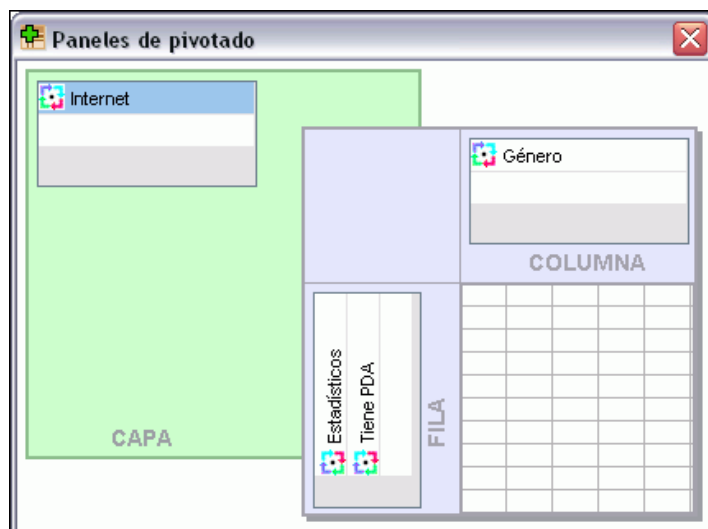 Paneles de pivotado
Internet
Género
COLUMNA
Estadísticos
Tiene PDA
FILA
CAPA